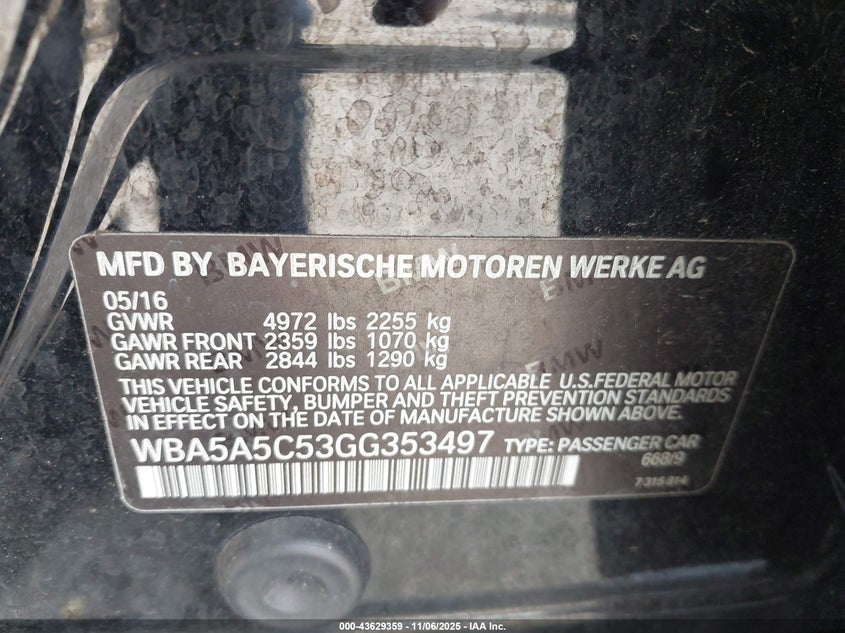 MFD BY BAYERISCHE MOTOREN WERKE AG
05/16
GVWR 4972 lbs 2255 kg
GAWR FRONT 2359 lbs 1070 kg
GAWR REAR 2844 lbs 1290 kg
THIS VEHICLE CONFORMS TO ALL APPLICABLE U.S.FEDERAL MOTOR
VEHICLE SAFETY, BUMPER AND THEFT PREVENTION STANDARDS
IN EFFECT ON THE DATE OF MANUFACTURE SHOWN ABOVE.
WBA5A5C53GG353497 TYPE: PASSENGER CAR
668/9
7 315 814
000-43629359 - 11/06/2025 - IAA Inc.